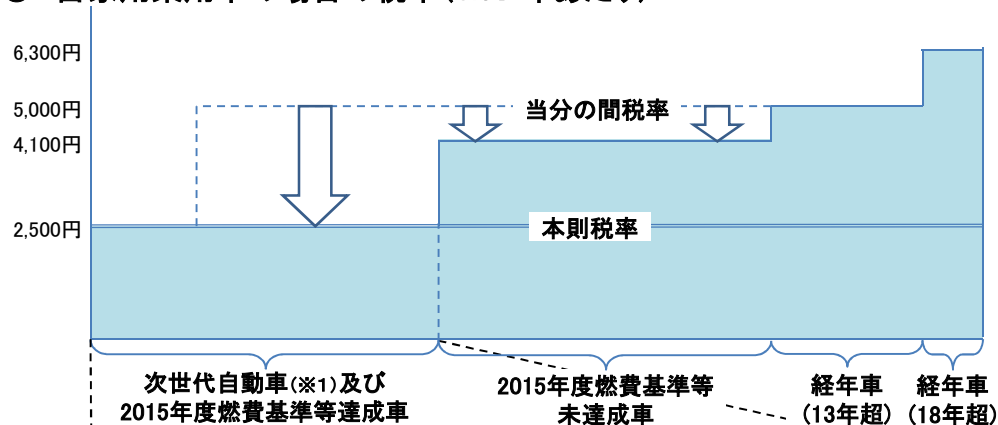 6,300円
5,000円
当分の間税率
4,100円
2,500円
本則税率
次世代自動車(※1)及び
2015年度燃費基準等達成車
2015年度燃費基準等
未達成車
経年車
(13年超)
経年車
(18年超)